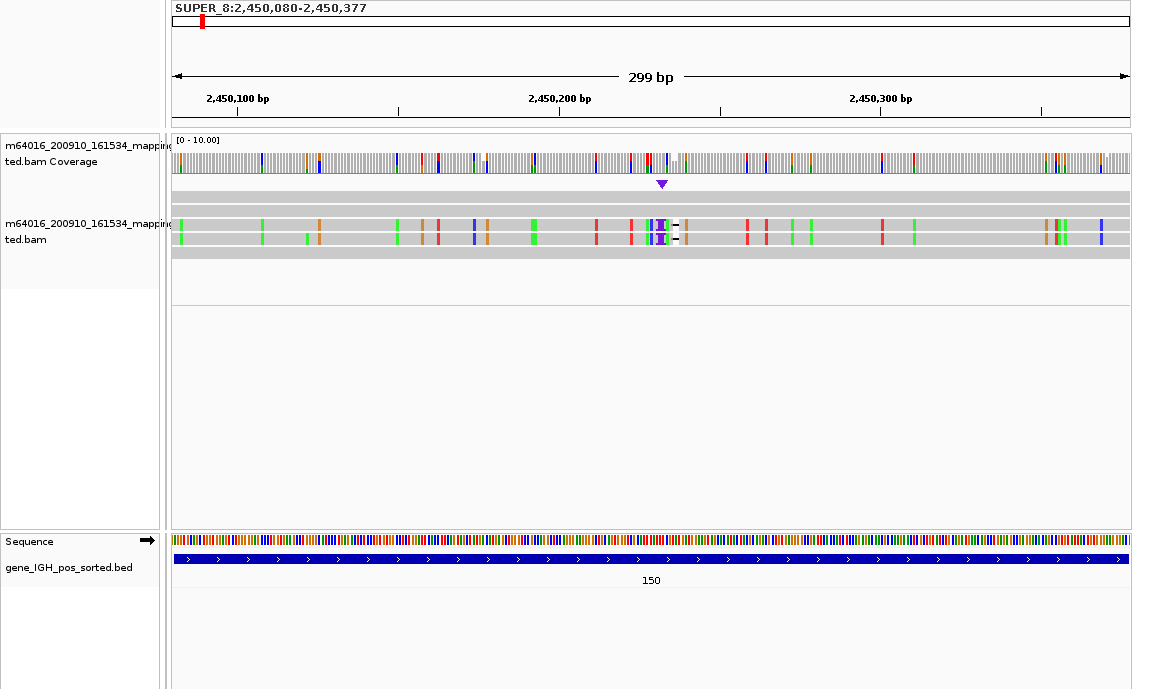 SUPER_8:2,450,080-2,450,377
299 bp
2,450,100 bp 2,450,200 bp 2,450,300 bp
m64016_200910_161534_mapping
ted.bam Coverage
[0 - 10.00]
m64016_200910_161534_mapping
ted.bam
Sequence
gene_IGH_pos_sorted.bed
150